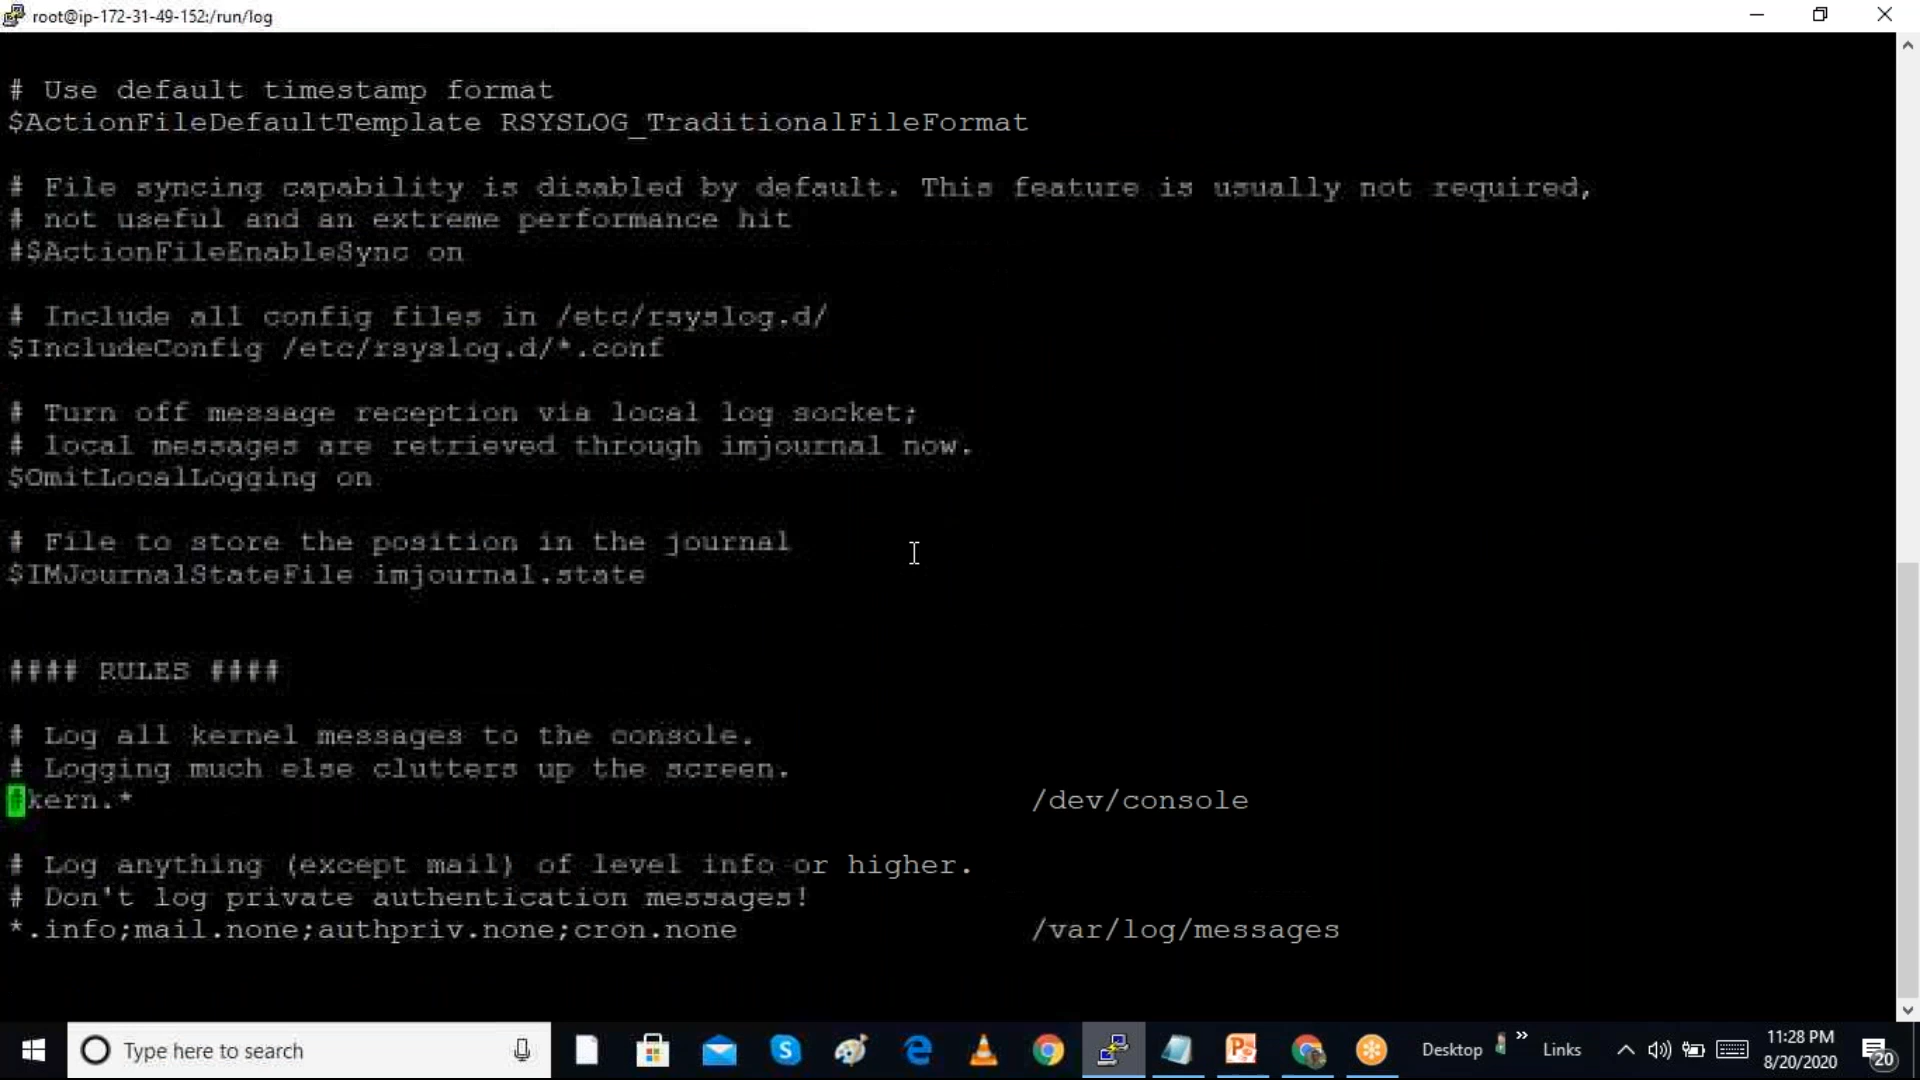 root@ip-172-31-49-152:/run/log
# Use default timestamp format
$ActionFileDefaultTemplate RSYSLOG_TraditionalFileFormat
# File syncing capability is disabled by default. This feature is usually not required,
# not useful and an extreme performance hit
#$ActionFileEnableSync on
# Include all config files in /etc/rsyslog.d/
$IncludeConfig /etc/rsyslog.d/*.conf
# Turn off message reception via local log socket;
# local messages are retrieved through imjournal now.
$OmitLocalLogging on
# File to store the position in the journal
$IMJournalStateFile imjournal.state
#### RULES ####
# Log all kernel messages to the console.
# Logging much else clutters up the screen.
#kern.* /dev/console
# Log anything (except mail) of level info or higher.
# Don't log private authentication messages!
*.info;mail.none;authpriv.none;cron.none /var/log/messages
Type here to search
Desktop
Links
11:28 PM
8/20/2020
20